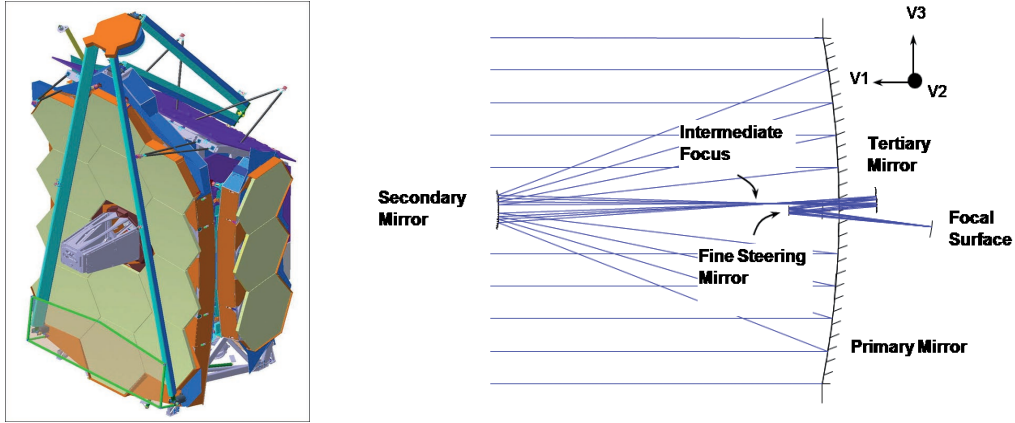 V3
V1
V2
Intermediate
Focus
Tertiary
Mirror
Secondary
Mirror
Focal
Surface
Fine Steering
Mirror
Primary Mirror